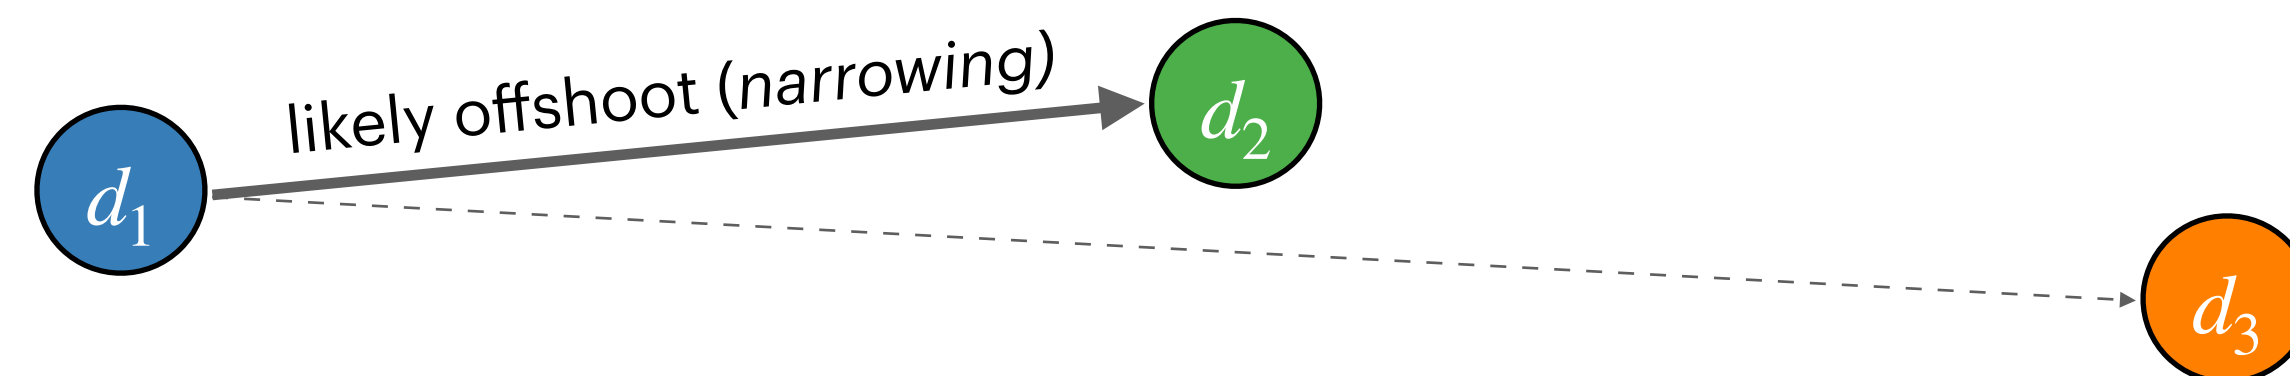 likely offshoot (narrowing)
d₁
d₂
d₃